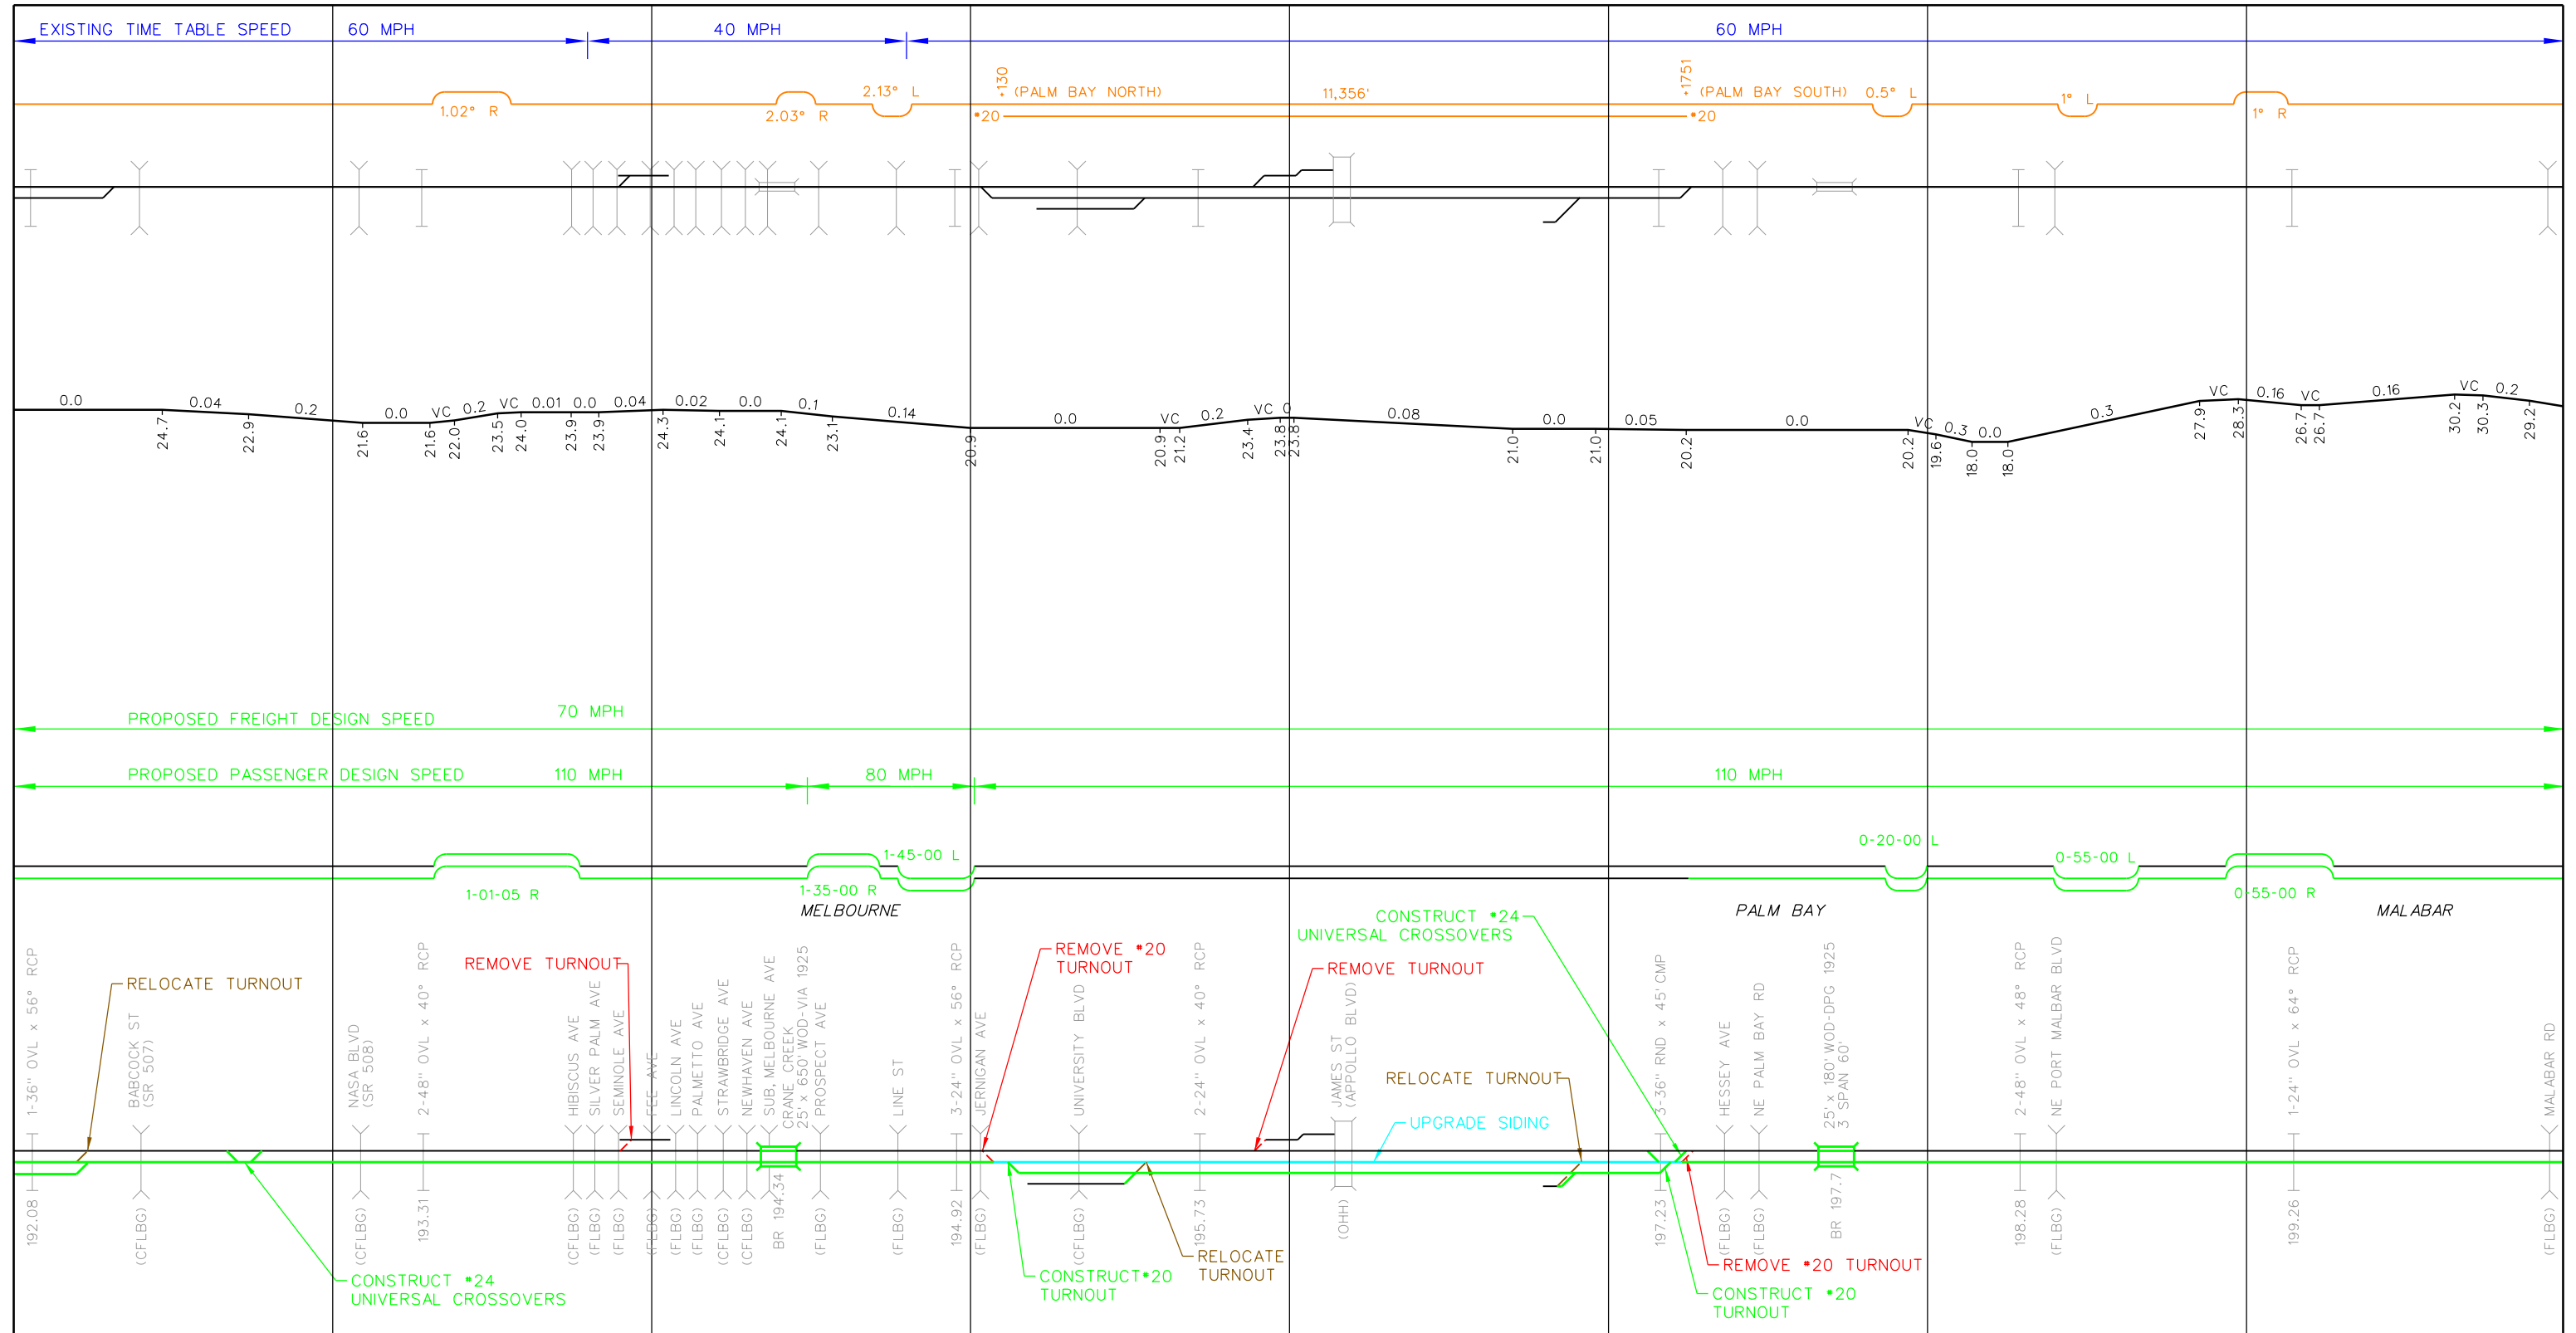 EXISTING TIME TABLE SPEED
60 MPH
40 MPH
60 MPH
1.02° R
2.03° R
2.13° L
+130
(PALM BAY NORTH)
11,356'
+1751
(PALM BAY SOUTH)
0.5° L
1° L
1° R
*20
*20
0.0
0.04
0.2
0.0
VC
0.2
VC
0.01
0.0
0.04
0.02
0.0
0.1
0.14
0.0
VC
0.2
VC
0
0.08
0.0
0.05
0.0
VC
0.3
0.0
0.3
VC
0.16
VC
0.16
VC
0.2
24.7
22.9
21.6
21.6
22.0
23.5
24.0
23.9
23.9
24.3
24.1
24.1
23.1
20.9
20.9
21.2
23.4
23.8
23.8
21.0
21.0
20.2
20.2
19.6
18.0
18.0
27.9
28.3
26.7
26.7
30.2
30.3
29.2
PROPOSED FREIGHT DESIGN SPEED
70 MPH
PROPOSED PASSENGER DESIGN SPEED
110 MPH
80 MPH
110 MPH
1-01-05 R
1-35-00 R
1-45-00 L
0-20-00 L
0-55-00 L
0-55-00 R
MELBOURNE
PALM BAY
MALABAR
RELOCATE TURNOUT
REMOVE TURNOUT
REMOVE *20
TURNOUT
REMOVE TURNOUT
CONSTRUCT *24
UNIVERSAL CROSSOVERS
RELOCATE TURNOUT
UPGRADE SIDING
1-36" OVL x 56° RCP
BABCOCK ST
(SR 507)
NASA BLVD
(SR 508)
2-48" OVL x 40° RCP
HIBISCUS AVE
SILVER PALM AVE
SEMINOLE AVE
FEE AVE
LINCOLN AVE
PALMETTO AVE
STRAWBRIDGE AVE
NEWHAVEN AVE
SUB, MELBOURNE AVE
CRANE CREEK
25' x 650' WOD-VIA 1925
PROSPECT AVE
LINE ST
3-24" OVL x 56° RCP
JERNIGAN AVE
UNIVERSITY BLVD
2-24" OVL x 40° RCP
JAMES ST
(APPOLLO BLVD)
3-36" RND x 45' CMP
HESSEY AVE
NE PALM BAY RD
25' x 180' WOD-DPG 1925
3 SPAN 60'
2-48" OVL x 48° RCP
NE PORT MALBAR BLVD
1-24" OVL x 64° RCP
MALABAR RD
192.08
(CFLBG)
(CFLBG)
193.31
(CFLBG)
(FLBG)
(FLBG)
(FLBG)
(FLBG)
(FLBG)
(CFLBG)
(CFLBG)
BR 194.34
(FLBG)
(FLBG)
194.92
(FLBG)
(CFLBG)
195.73
(OHH)
197.23
(FLBG)
(FLBG)
BR 197.7
198.28
(FLBG)
199.26
(FLBG)
CONSTRUCT *24
UNIVERSAL CROSSOVERS
CONSTRUCT*20
TURNOUT
RELOCATE
TURNOUT
REMOVE *20 TURNOUT
CONSTRUCT *20
TURNOUT